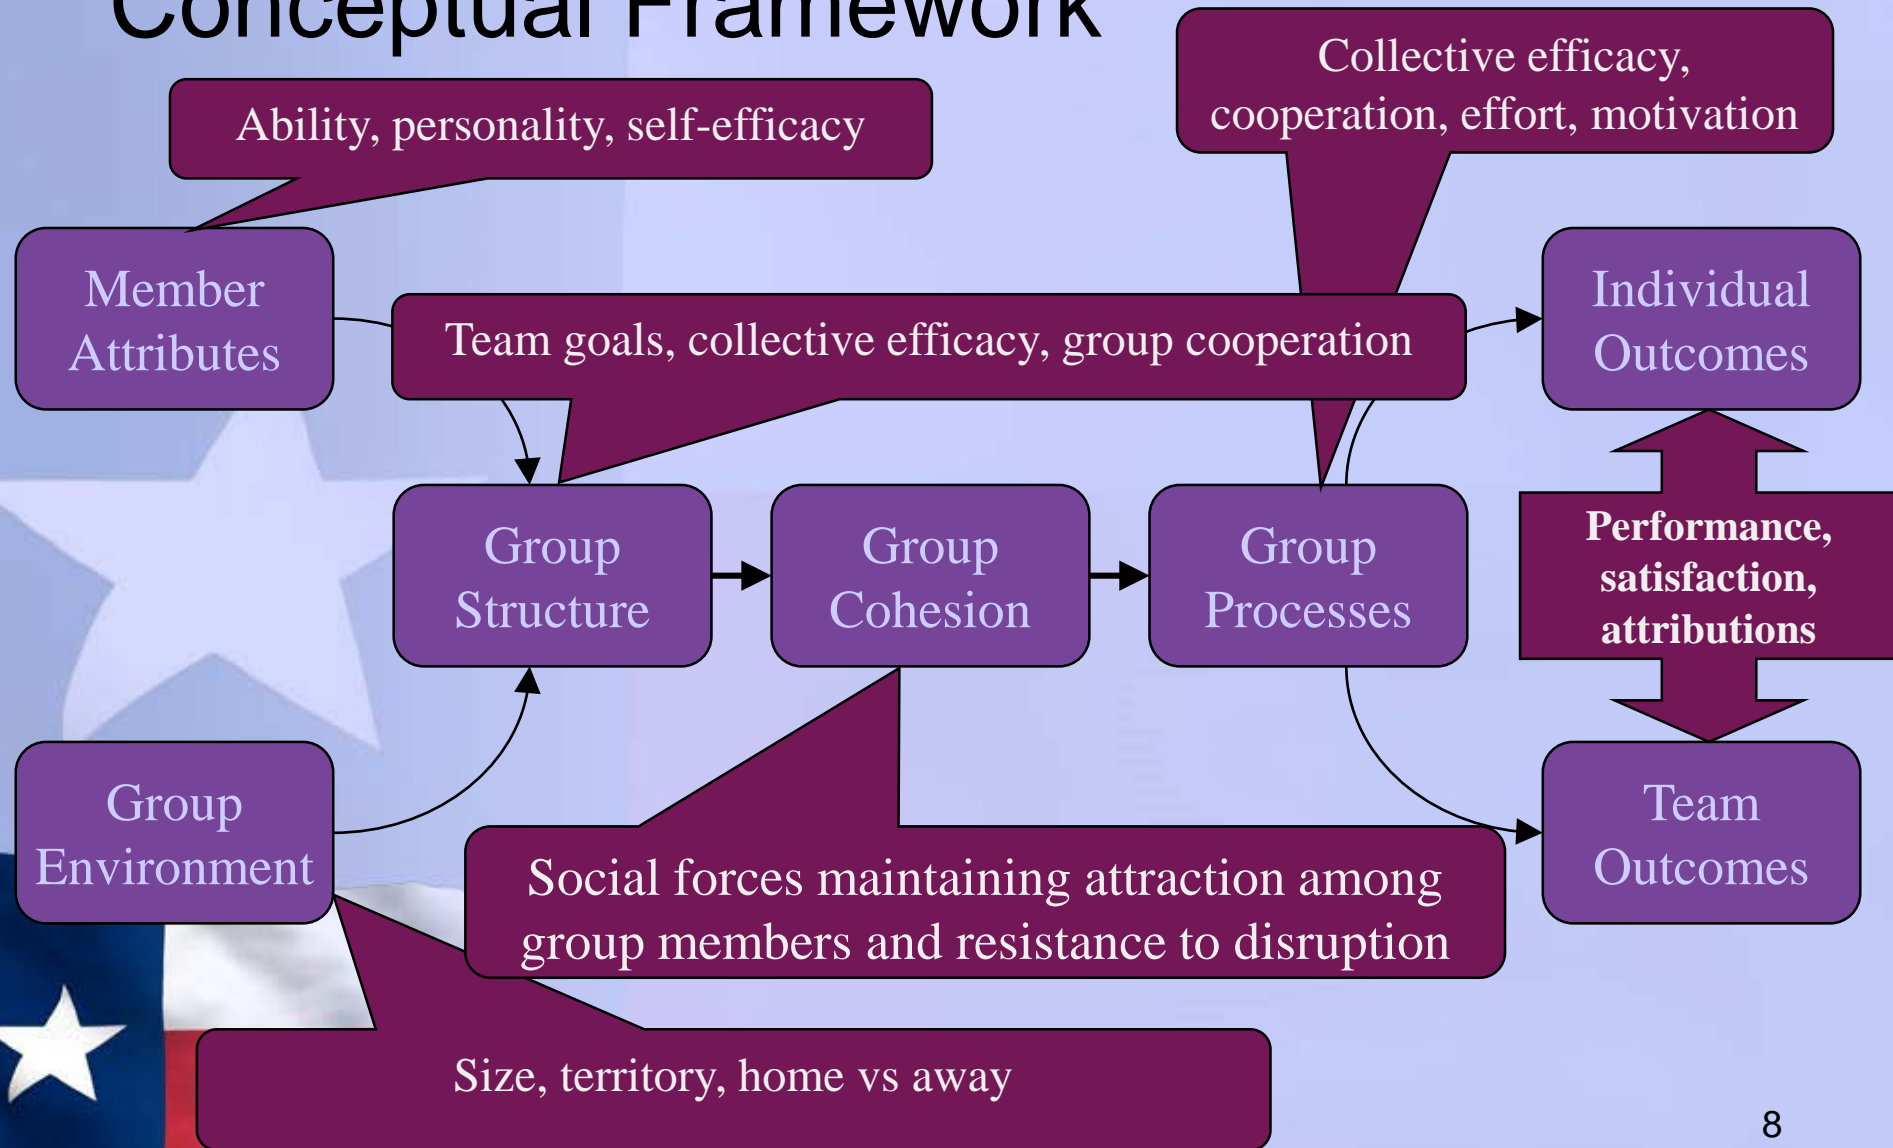 Conceptual Framework
Collective efficacy,
cooperation, effort, motivation
Ability, personality, self-efficacy
Member
Attributes
Team goals, collective efficacy, group cooperation
Individual
Outcomes
Group
Structure
Group
Cohesion
Group
Processes
Performance,
satisfaction,
attributions
Group
Environment
Social forces maintaining attraction among
group members and resistance to disruption
Team
Outcomes
Size, territory, home vs away
8